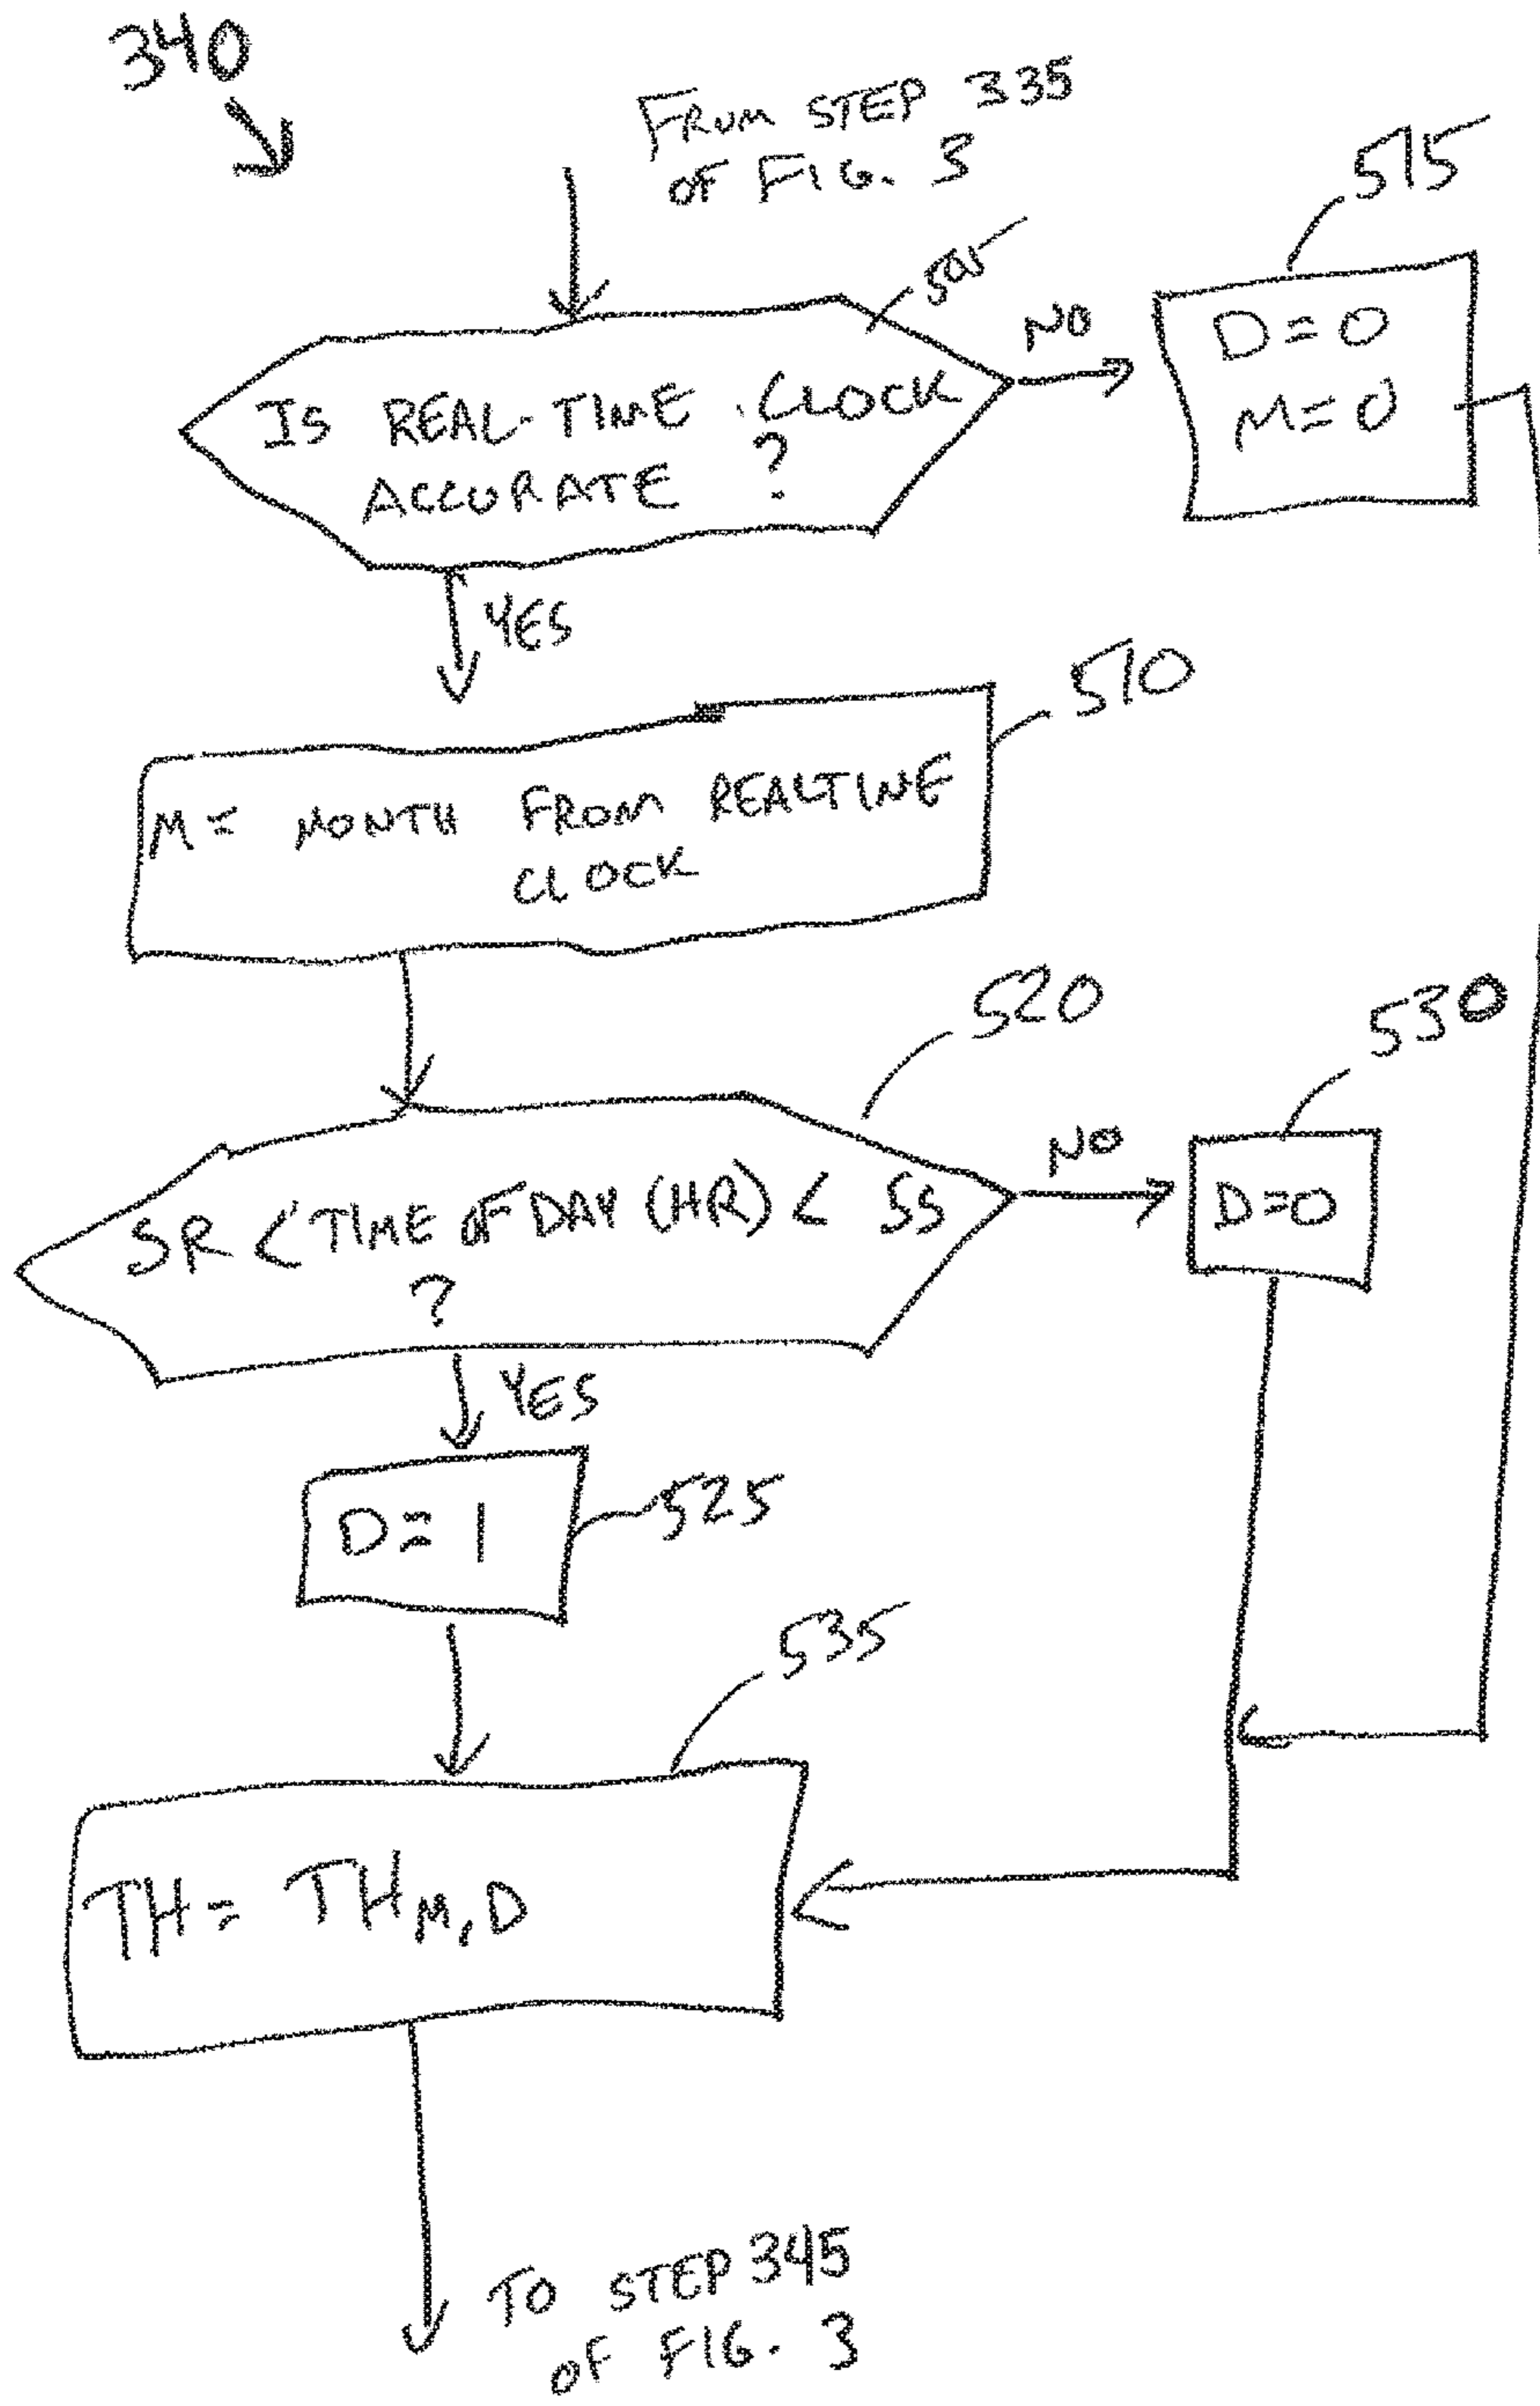 340
FROM STEP 335
OF FIG. 3
515
505
NO
D=0
M=0
IS REAL-TIME CLOCK
ACCURATE ?
YES
510
M= MONTH FROM REALTINE
CLOCK
520
530
NO
SR < TIME OF DAY (HR) < SS
?
D=0
YES
D=1
525
535
TH= TH M,D
TO STEP 345
OF FIG. 3